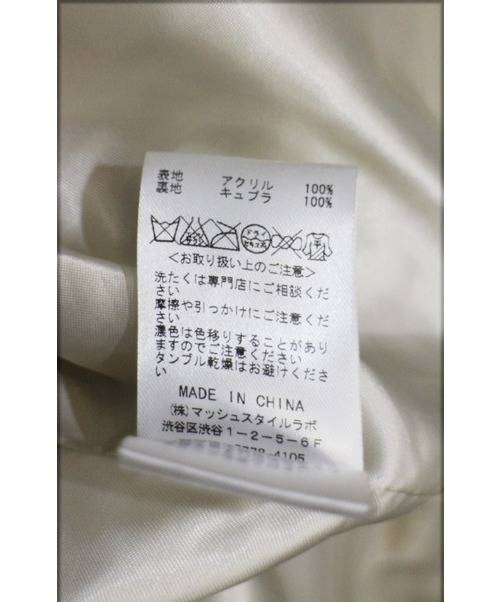 表地 アクリル 100%
裏地 キュプラ 100%
ドライ
<お取り扱い上のご注意>
洗たくは専門店にご相談くだ
さい
摩擦や引っかけにご注意くだ
さい
濃色は色移りすることがあり
ますのでご注意ください
タンブル乾燥はお避けくださ
い
MADE IN CHINA
(株)マッシュスタイルラボ
渋谷区渋谷1-2-5-6F
4105